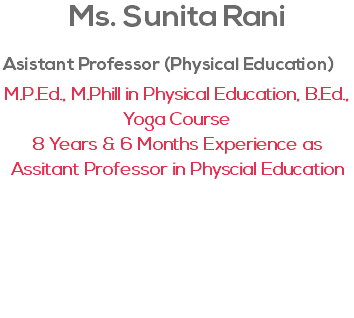 Ms. Sunita Rani
Asistant Professor (Physical Education)
M.P.Ed., M.Phill in Physical Education, B.Ed.,
Yoga Course
8 Years & 6 Months Experience as
Assitant Professor in Physcial Education